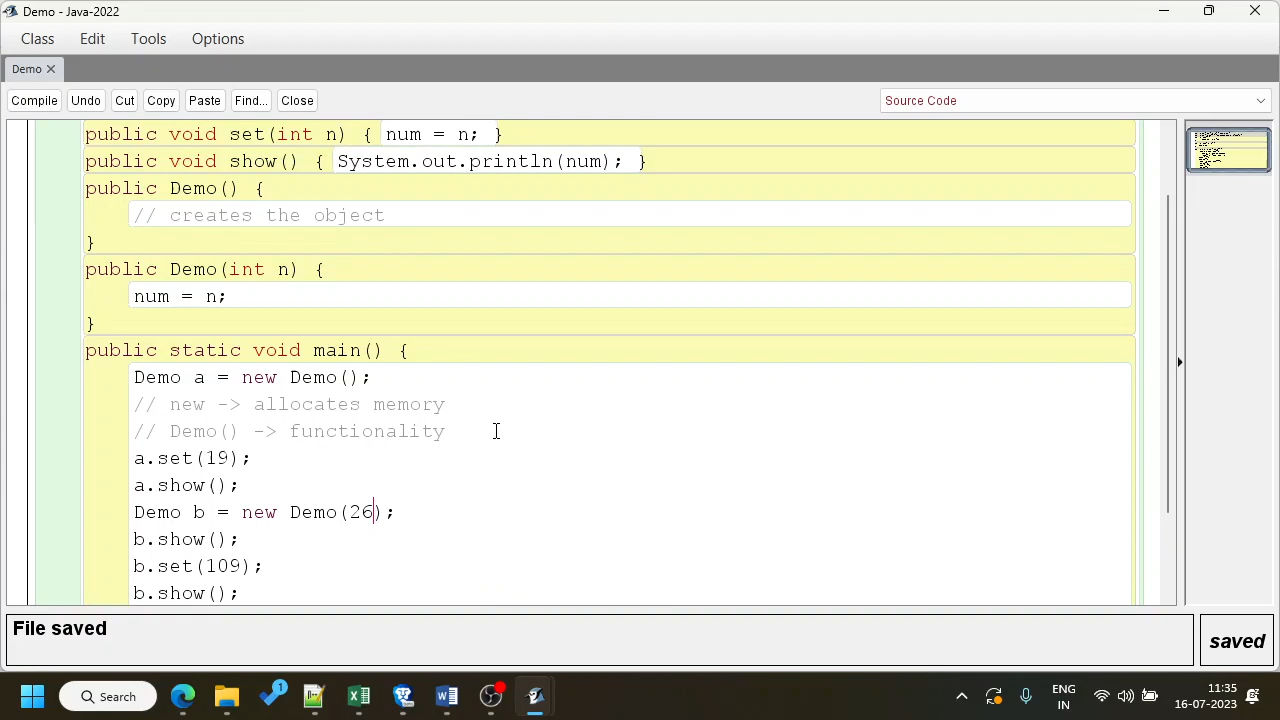 Demo - Java-2022
Class Edit Tools Options
Demo
Compile Undo Cut Copy Paste Find... Close Source Code
public void set(int n) { num = n; }
public void show() { System.out.println(num); }
public Demo() {
// creates the object
}
public Demo(int n) {
num = n;
}
public static void main() {
Demo a = new Demo();
// new -> allocates memory
// Demo() -> functionality
a.set(19);
a.show();
Demo b = new Demo(26);
b.show();
b.set(109);
b.show();
File saved
saved
Search 1 ENG 11:35
IN 16-07-2023